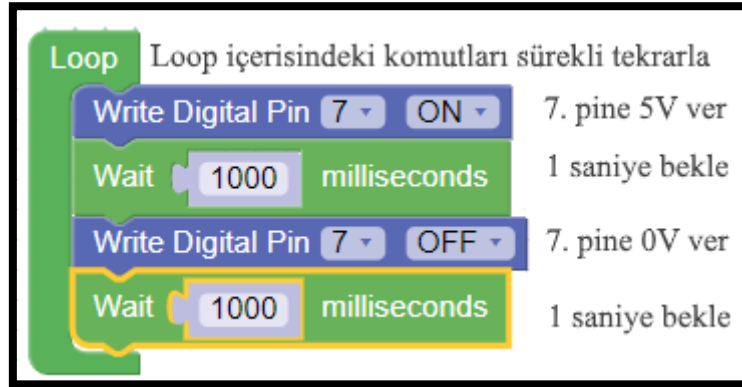 Loop Loop içerisindeki komutları sürekli tekrarla
Write Digital Pin 7 ON 7. pine 5V ver
Wait 1000 milliseconds 1 saniye bekle
Write Digital Pin 7 OFF 7. pine 0V ver
Wait 1000 milliseconds 1 saniye bekle